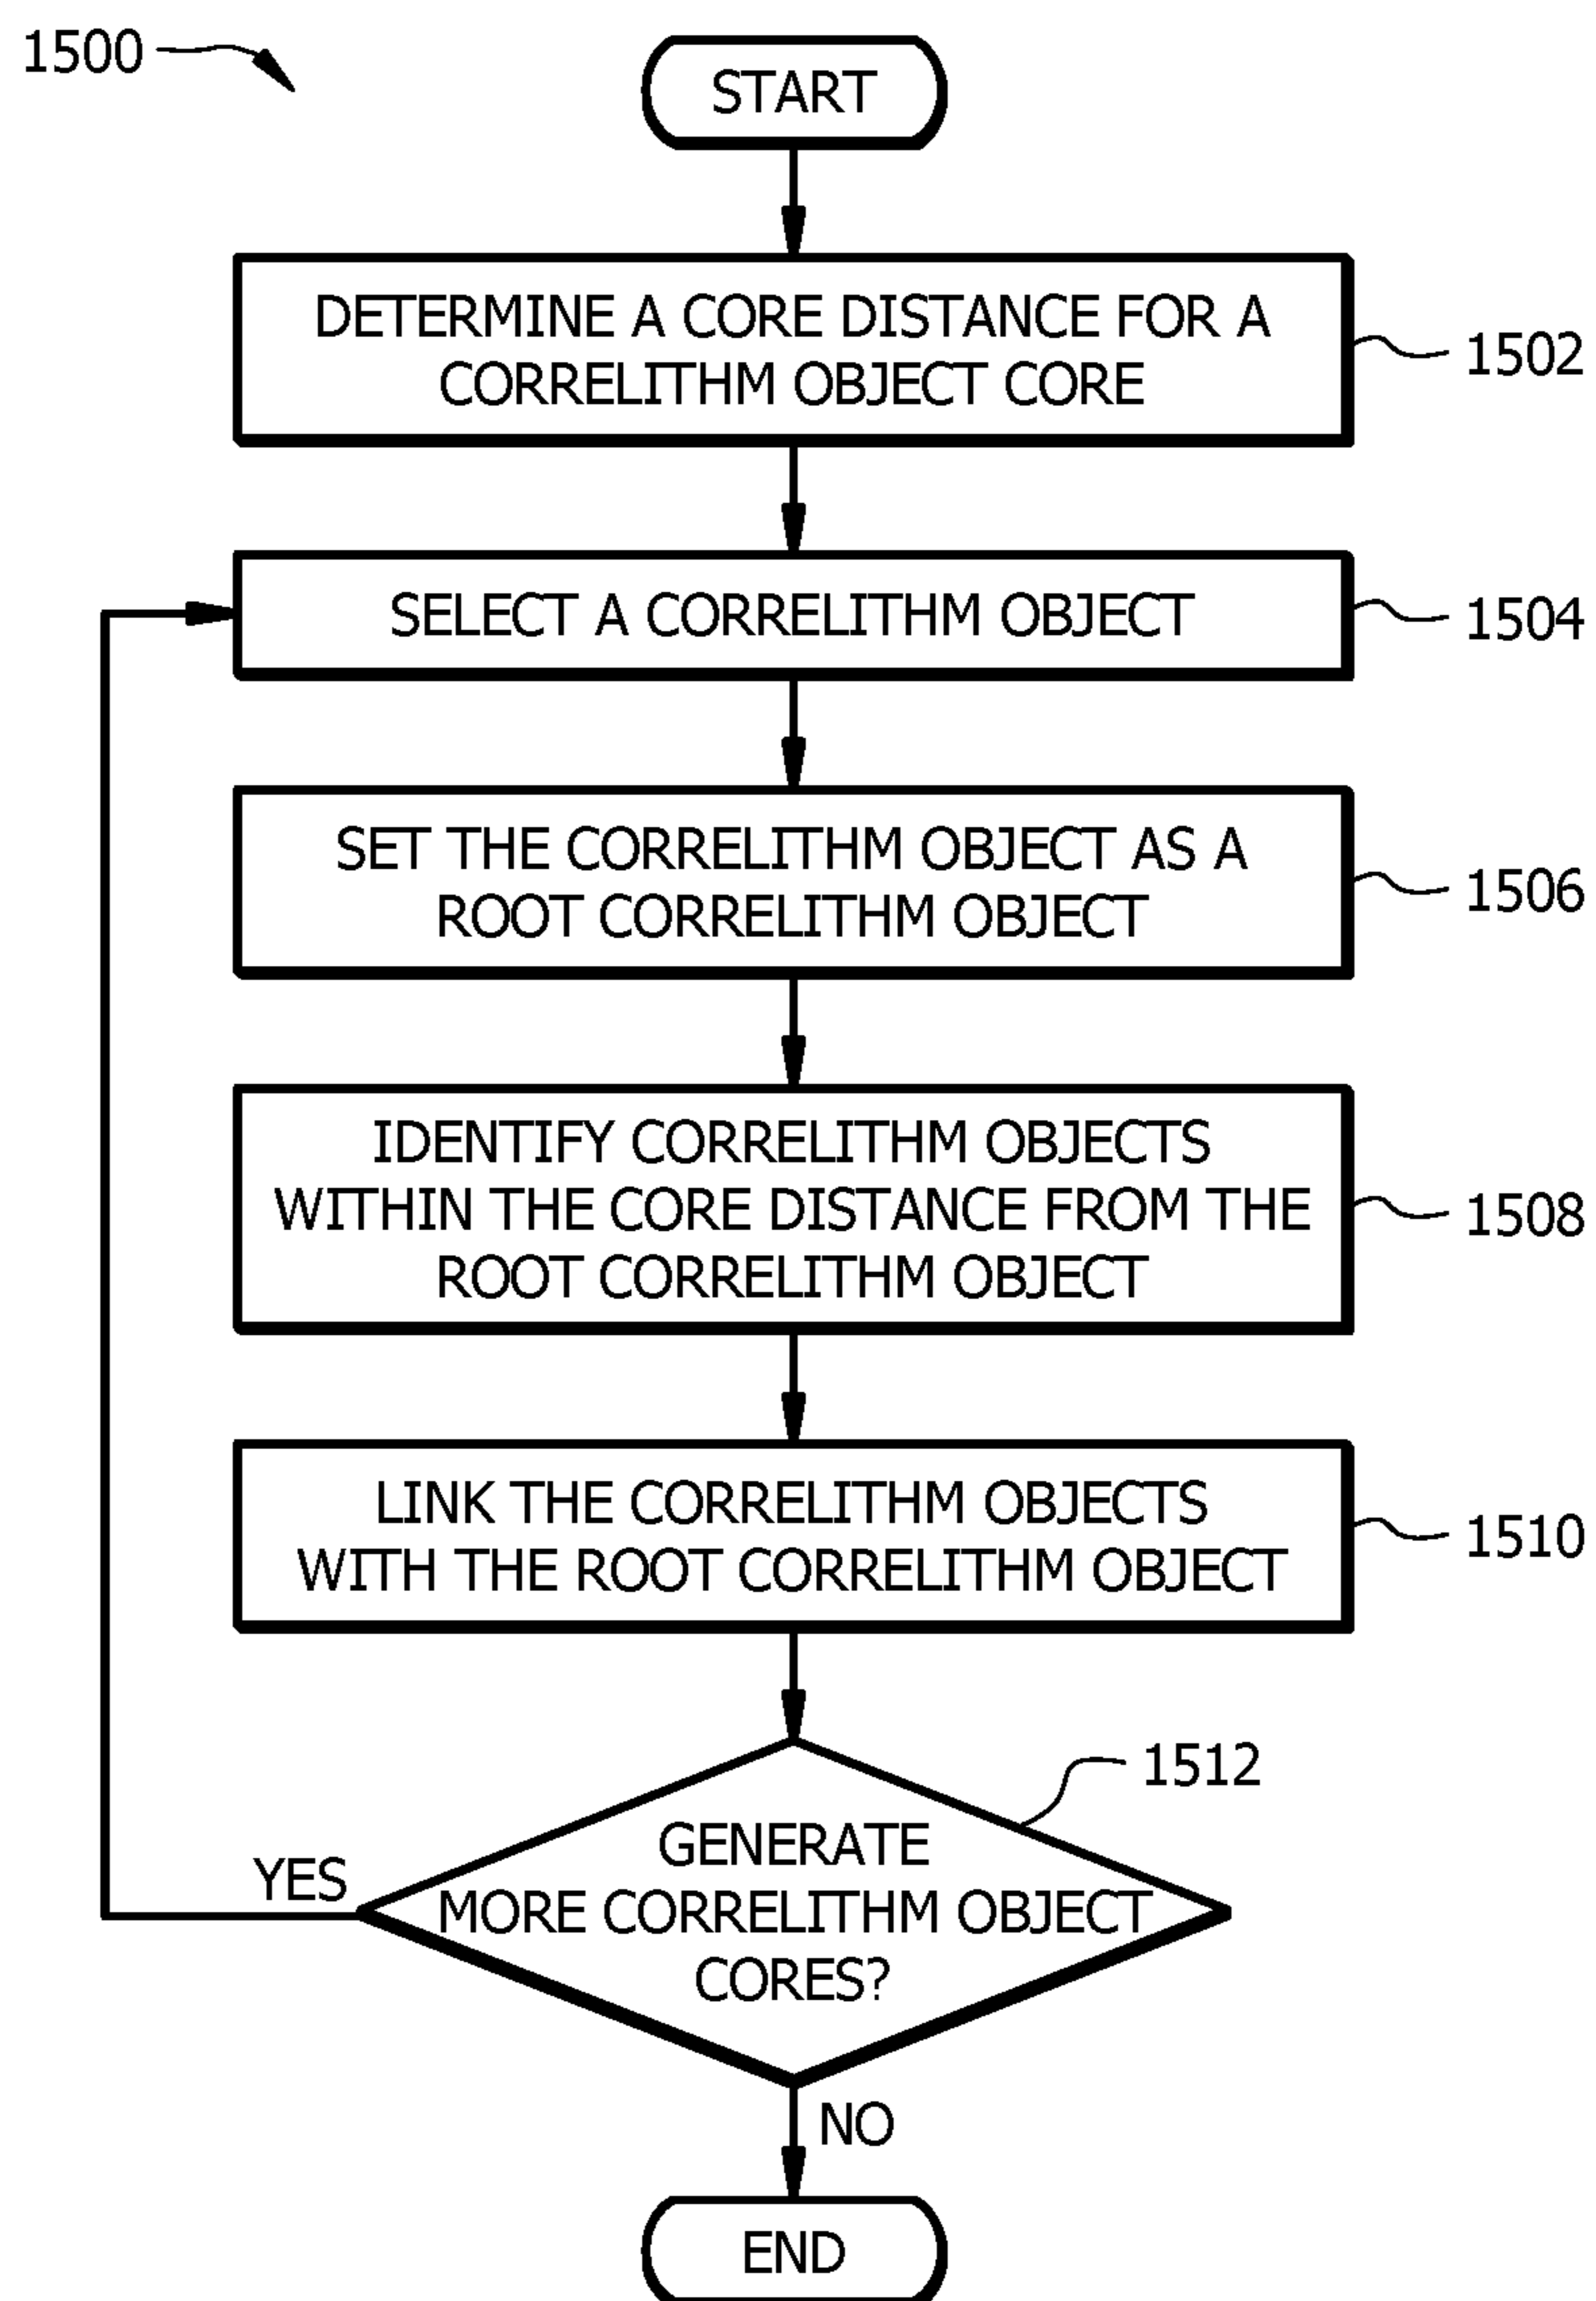 1500
START
DETERMINE A CORE DISTANCE FOR A
CORRELITHM OBJECT CORE
1502
SELECT A CORRELITHM OBJECT
1504
SET THE CORRELITHM OBJECT AS A
ROOT CORRELITHM OBJECT
1506
IDENTIFY CORRELITHM OBJECTS
WITHIN THE CORE DISTANCE FROM THE
ROOT CORRELITHM OBJECT
1508
LINK THE CORRELITHM OBJECTS
WITH THE ROOT CORRELITHM OBJECT
1510
1512
GENERATE
MORE CORRELITHM OBJECT
CORES?
YES
NO
END